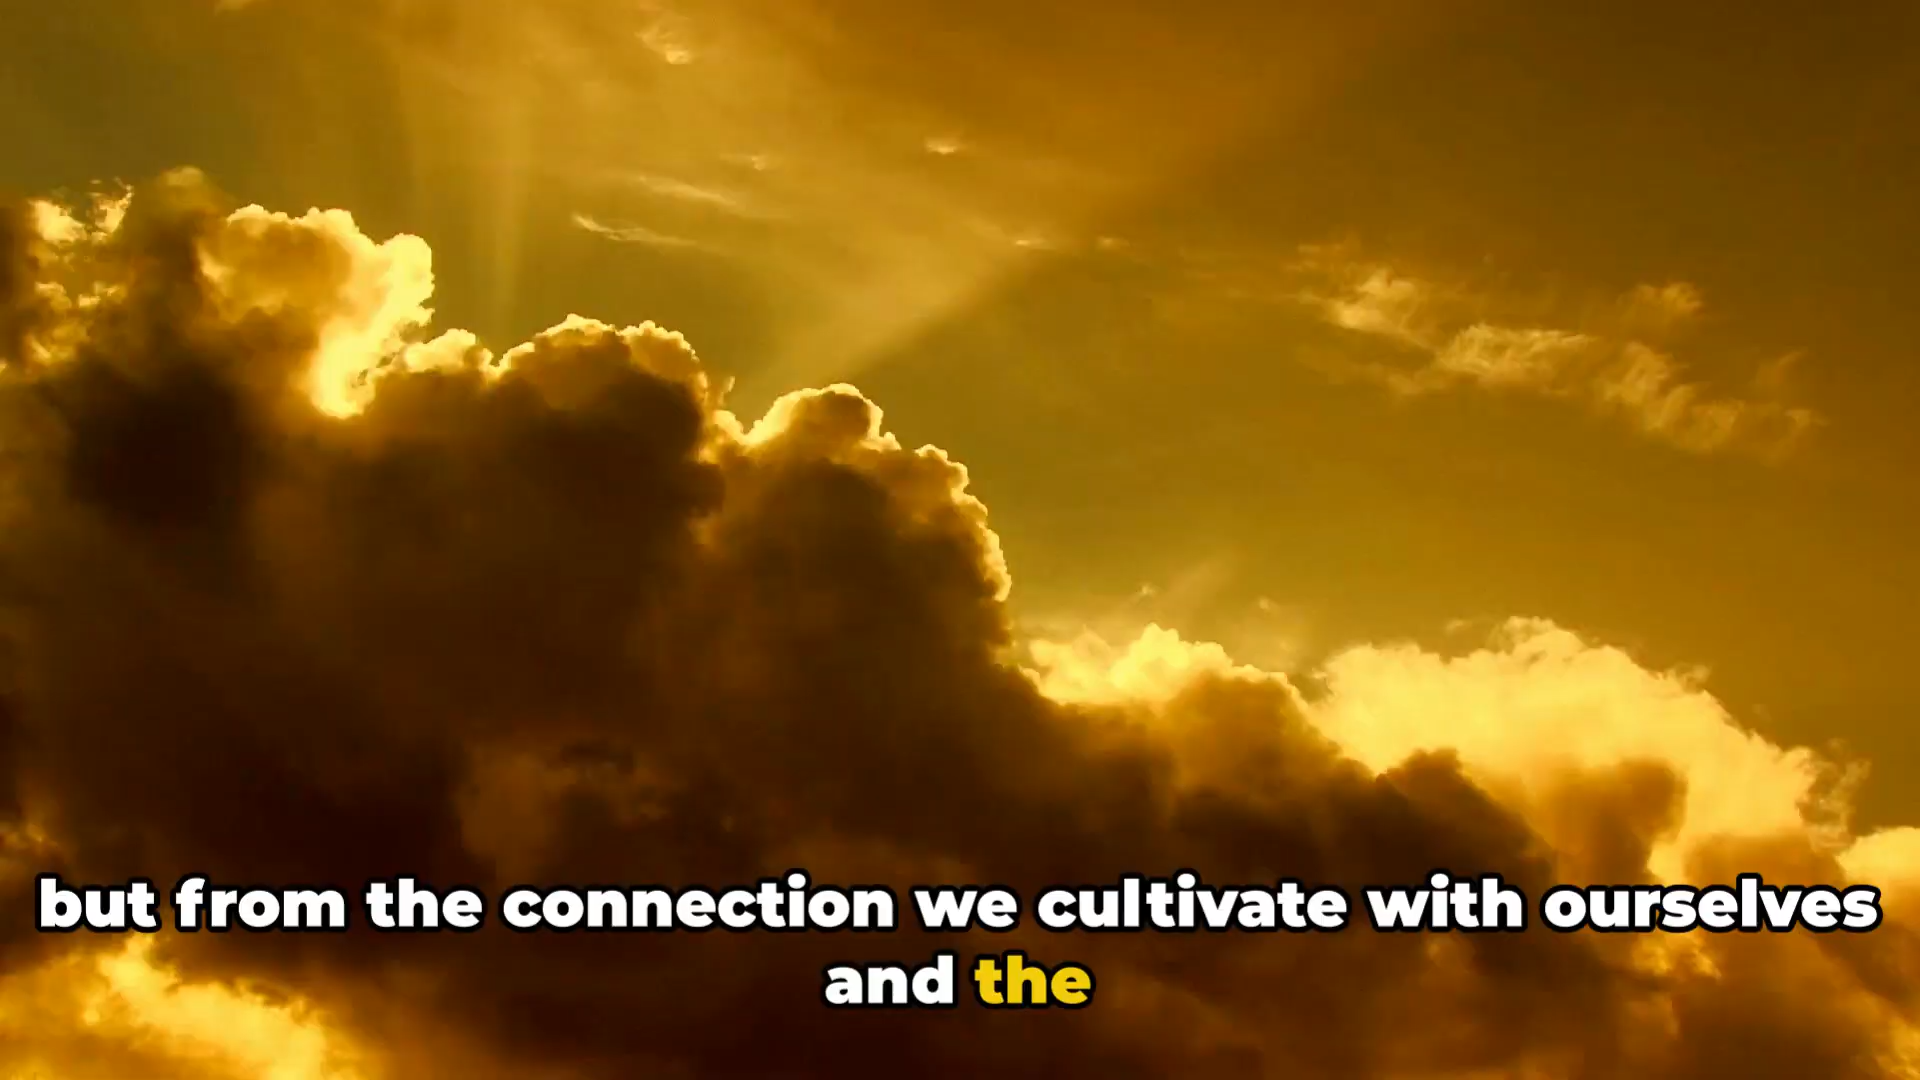 but from the connection we cultivate with ourselves
and the